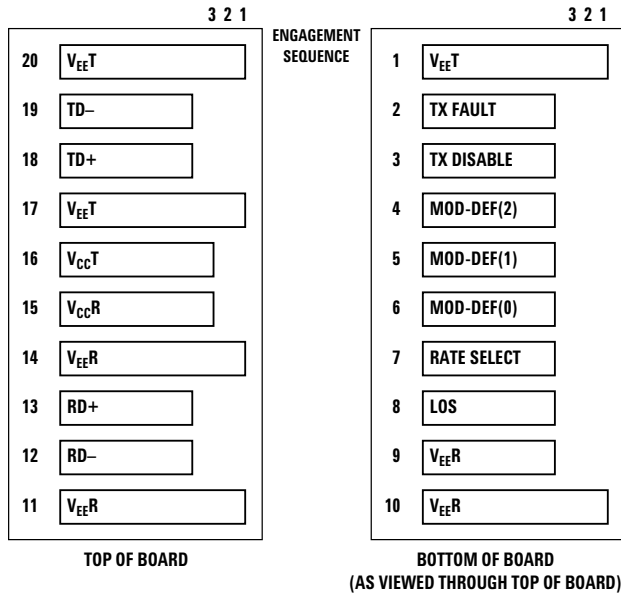 3 2 1
20 VEET
19 TD–
18 TD+
17 VEET
16 VCCT
15 VCCR
14 VEER
13 RD+
12 RD–
11 VEER
TOP OF BOARD
ENGAGEMENT
SEQUENCE
3 2 1
1 VEET
2 TX FAULT
3 TX DISABLE
4 MOD-DEF(2)
5 MOD-DEF(1)
6 MOD-DEF(0)
7 RATE SELECT
8 LOS
9 VEER
10 VEER
BOTTOM OF BOARD
(AS VIEWED THROUGH TOP OF BOARD)